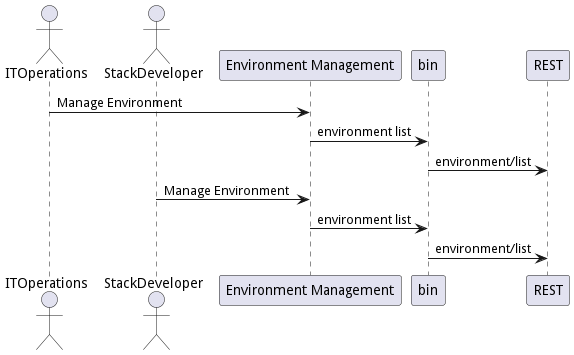 ITOperations StackDeveloper Environment Management bin REST
Manage Environment
environment list
environment/list
Manage Environment
environment list
environment/list
ITOperations StackDeveloper Environment Management bin REST